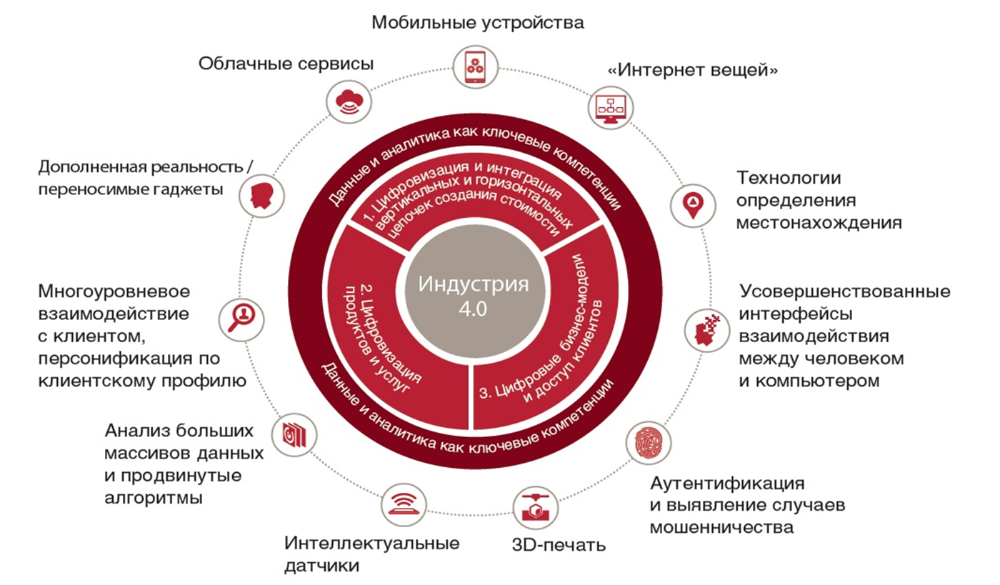 Мобильные устройства
Облачные сервисы
«Интернет вещей»
Дополненная реальность /
переносимые гаджеты
Технологии
определения
местонахождения
Многоуровневое
взаимодействие
с клиентом,
персонификация по
клиентскому профилю
Усовершенствованные
интерфейсы
взаимодействия
между человеком
и компьютером
Анализ больших
массивов данных
и продвинутые
алгоритмы
Аутентификация
и выявление случаев
мошенничества
Интеллектуальные
датчики
3D-печать
Данные и аналитика как ключевые компетенции
1. Цифровизация и интеграция
вертикальных и горизонтальных
цепочек создания стоимости
2. Цифровизация
продуктов и услуг
3. Цифровые бизнес-модели
и доступ клиентов
Данные и аналитика как ключевые компетенции
Индустрия
4.0